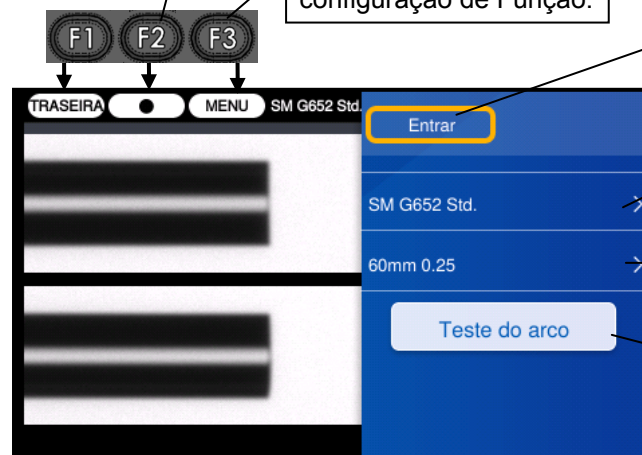 configuração de Função.
F1 F2 F3
TRASEIRA MENU SM G652 Std.
Entrar
SM G652 Std.
60mm 0.25
Teste do arco